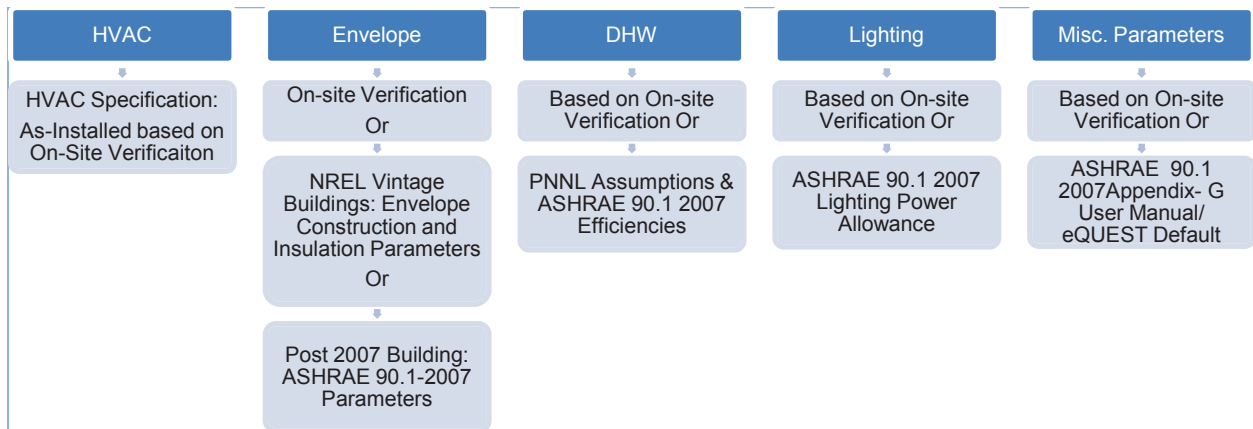 HVAC
HVAC Specification:
As-Installed based on
On-Site Verificaiton
Envelope
On-site Verification
Or
NREL Vintage
Buildings: Envelope
Construction and
Insulation Parameters
Or
Post 2007 Building:
ASHRAE 90.1-2007
Parameters
DHW
Based on On-site
Verification Or
PNNL Assumptions &
ASHRAE 90.1 2007
Efficiencies
Lighting
Based on On-site
Verification Or
ASHRAE 90.1 2007
Lighting Power
Allowance
Misc. Parameters
Based on On-site
Verification Or
ASHRAE 90.1
2007Appendix- G
User Manual/
eQUEST Default